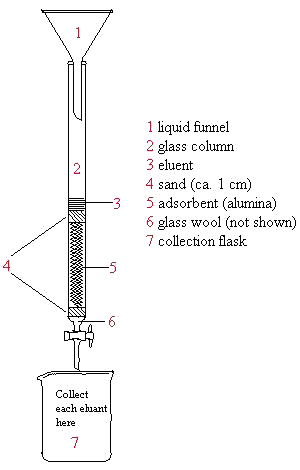 1
1 liquid funnel
2 glass column
3 eluent
4 sand (ca. 1 cm)
5 adsorbent (alumina)
6 glass wool (not shown)
7 collection flask
2
3
4
5
6
Collect
each eluant
here
7